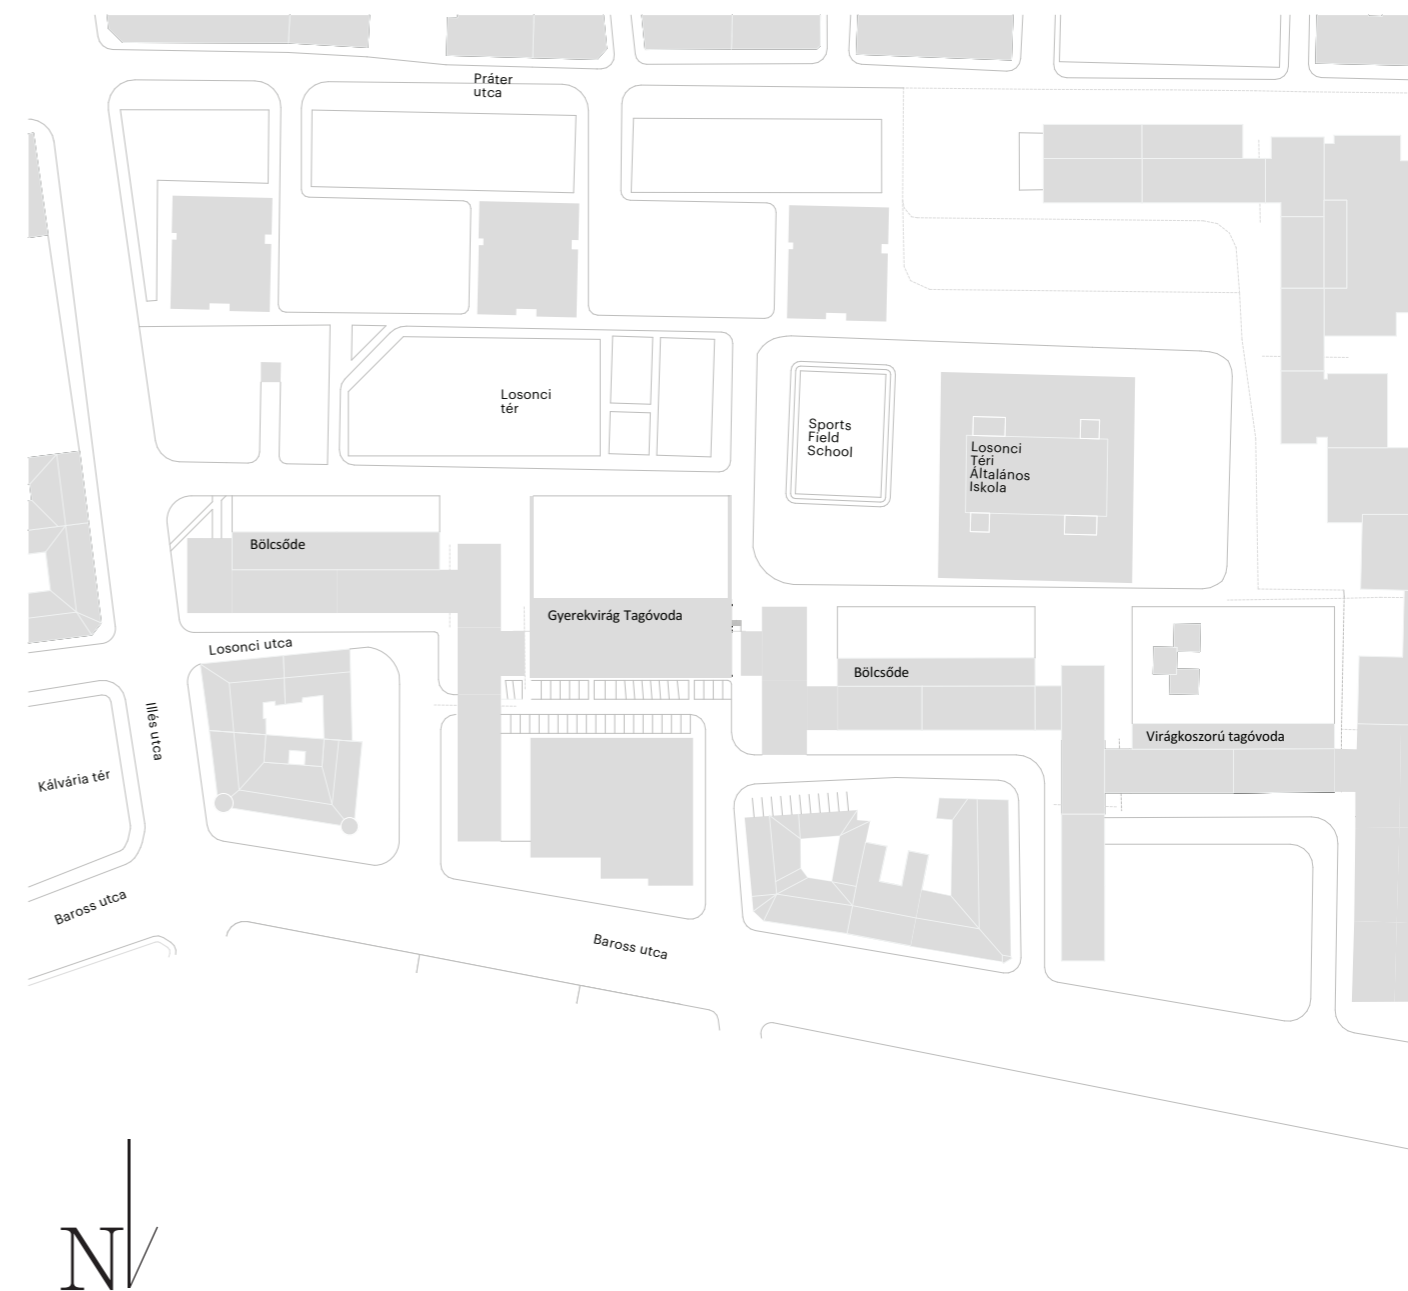 Práter
utca
Losonci
tér
Sports
Field
School
Losonci
Téri
Általános
Iskola
Bölcsőde
Gyerekvirág Tagóvoda
Losonci utca
Bölcsőde
Illés utca
Virágkoszorú tagóvoda
Kálvária tér
Baross utca
Baross utca
N